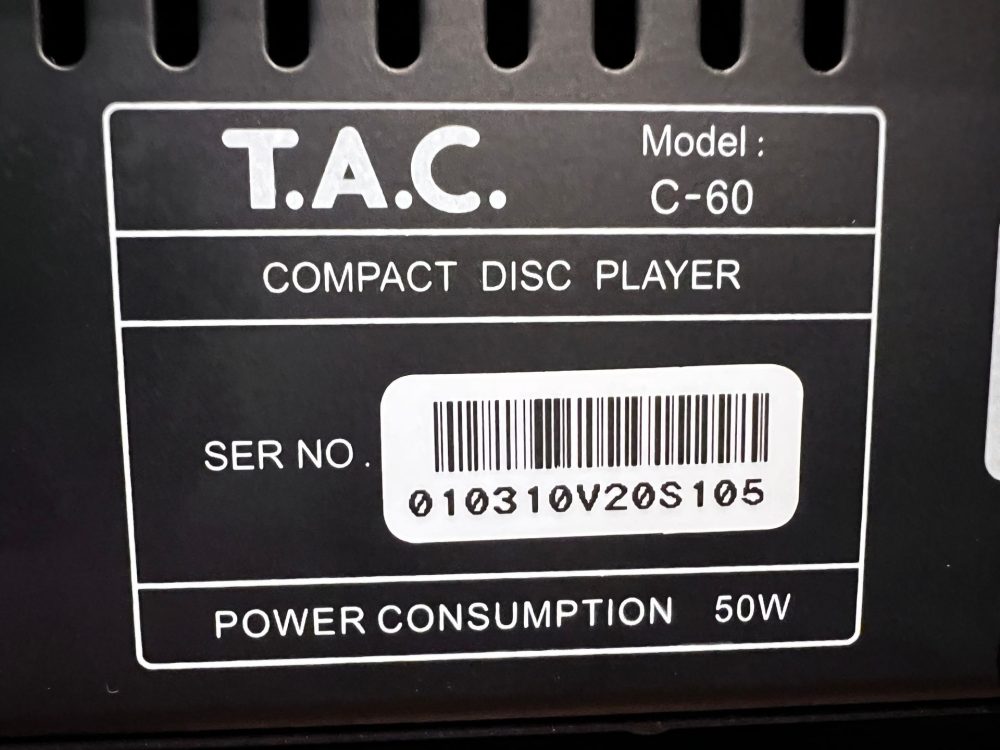 T.A.C.
Model :
C-60
COMPACT DISC PLAYER
SER NO .
010310V20S105
POWER CONSUMPTION 50W